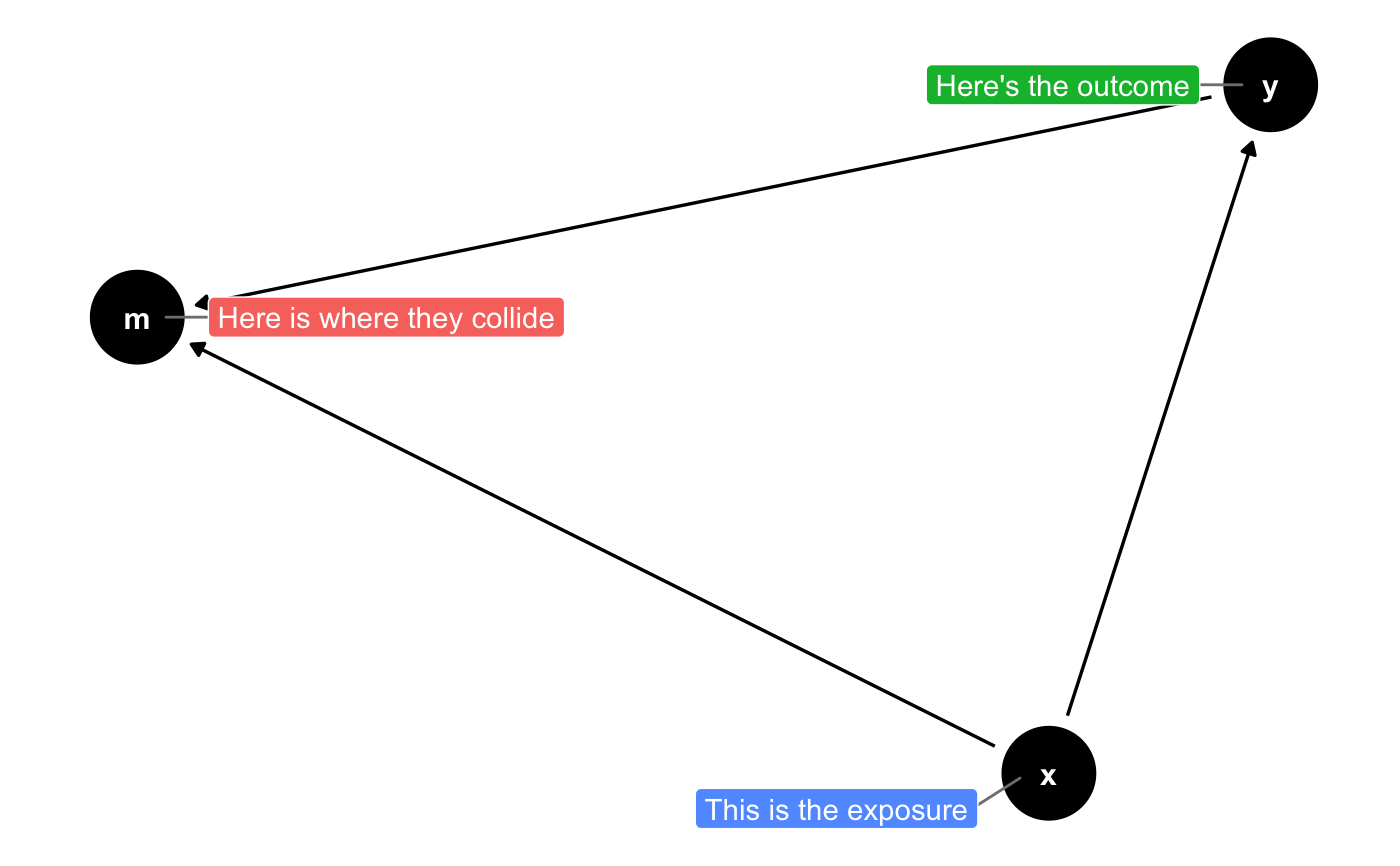 Here's the outcome
y
m
Here is where they collide
x
This is the exposure